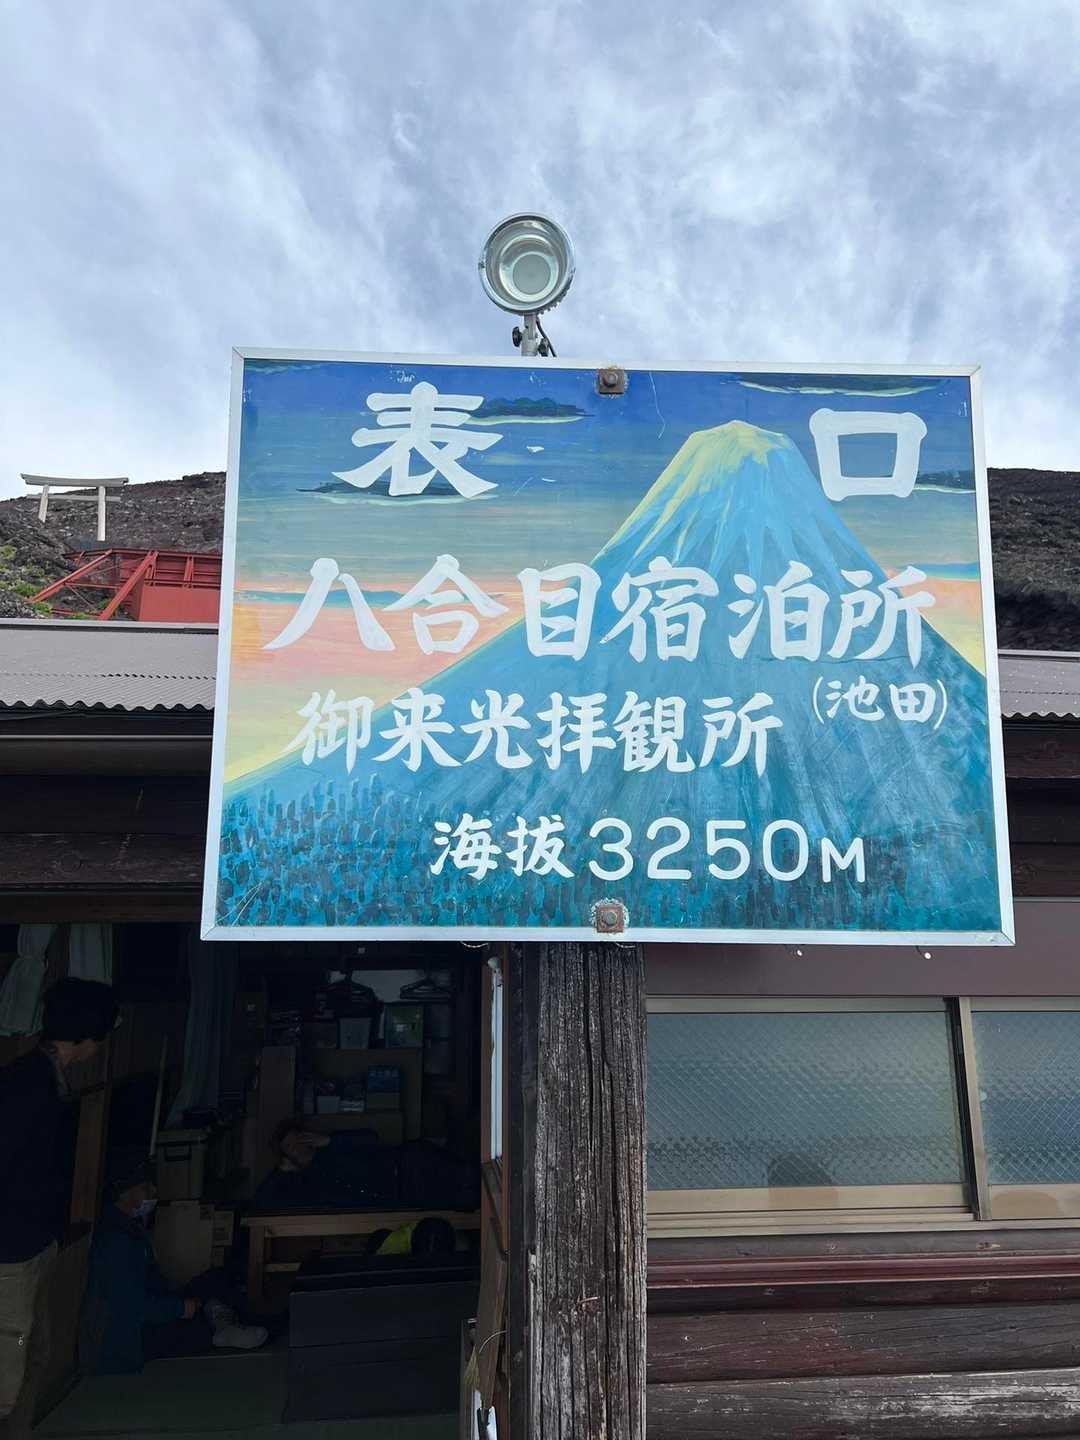 表口
八合目宿泊所
(池田)
御来光拝観所
海抜3250M